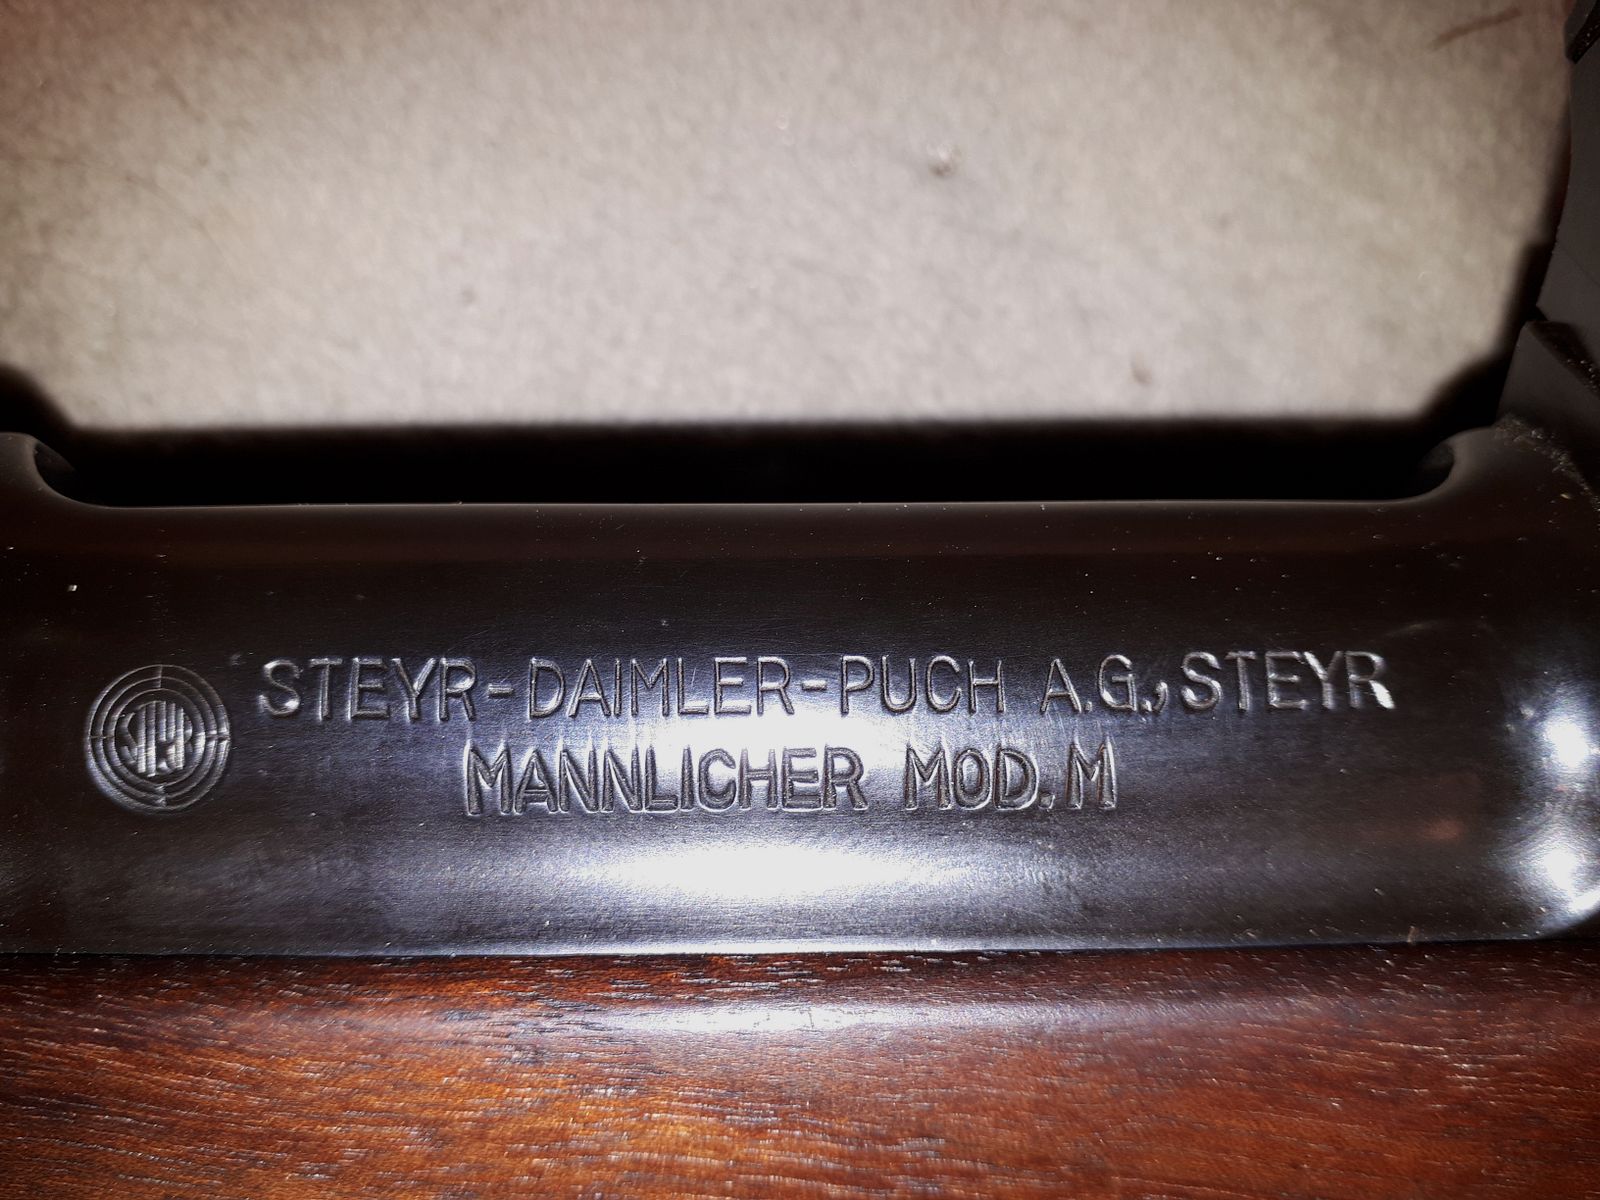 STEYR-DAIMLER-PUCH A.G., STEYR
MANNLICHER MOD. M